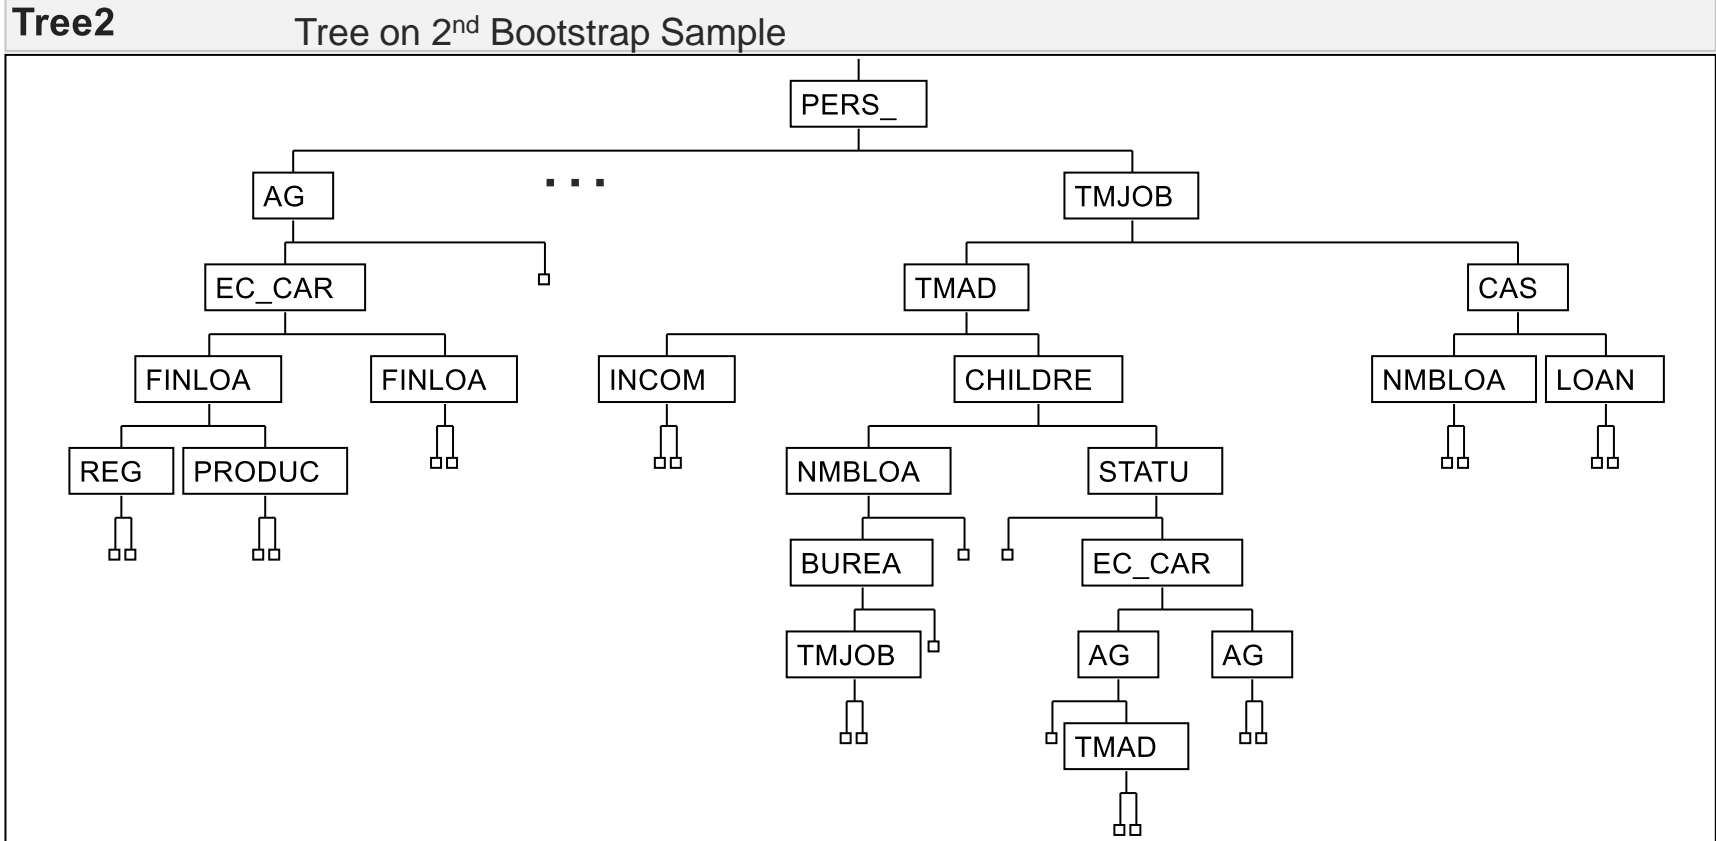 Tree2 Tree on 2nd Bootstrap Sample
PERS_
AG ... TMJOB
EC_CAR TMAD CAS
FINLOA FINLOA INCOM CHILDRE NMBLOA LOAN
REG PRODUC NMBLOA STATU
BUREA EC_CAR
TMJOB AG AG
TMAD